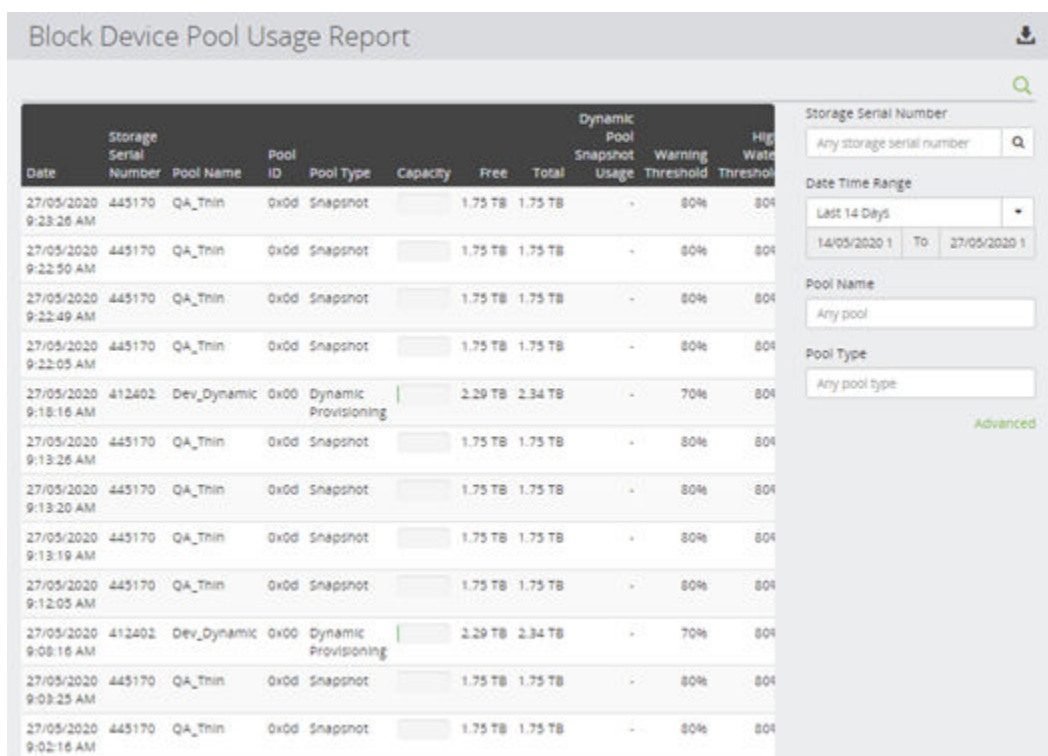 Block Device Pool Usage Report
Date Storage Serial Number Pool Name Pool ID Pool Type Capacity Free Total Dynamic Pool Snapshot Usage Warning Threshold
27/05/2020 9:23:26 AM 445170 QA_Thin 0x0d Snapshot 1.75 TB 1.75 TB - 80%
27/05/2020 9:22:50 AM 445170 QA_Thin 0x0d Snapshot 1.75 TB 1.75 TB - 80%
27/05/2020 9:22:49 AM 445170 QA_Thin 0x0d Snapshot 1.75 TB 1.75 TB - 80%
27/05/2020 9:22:05 AM 445170 QA_Thin 0x0d Snapshot 1.75 TB 1.75 TB - 80%
27/05/2020 9:18:16 AM 412402 Dev_Dynamic 0x00 Dynamic Provisioning 2.29 TB 2.34 TB - 70%
27/05/2020 9:13:26 AM 445170 QA_Thin 0x0d Snapshot 1.75 TB 1.75 TB - 80%
27/05/2020 9:13:20 AM 445170 QA_Thin 0x0d Snapshot 1.75 TB 1.75 TB - 80%
27/05/2020 9:13:19 AM 445170 QA_Thin 0x0d Snapshot 1.75 TB 1.75 TB - 80%
27/05/2020 9:12:05 AM 445170 QA_Thin 0x0d Snapshot 1.75 TB 1.75 TB - 80%
27/05/2020 9:08:16 AM 412402 Dev_Dynamic 0x00 Dynamic Provisioning 2.29 TB 2.34 TB - 70%
27/05/2020 9:03:25 AM 445170 QA_Thin 0x0d Snapshot 1.75 TB 1.75 TB - 80%
27/05/2020 9:02:16 AM 445170 QA_Thin 0x0d Snapshot 1.75 TB 1.75 TB - 80%
Storage Serial Number
Any storage serial number
Date Time Range
Last 14 Days
14/05/2020 1 To 27/05/2020 1
Pool Name
Any pool
Pool Type
Any pool type
Advanced